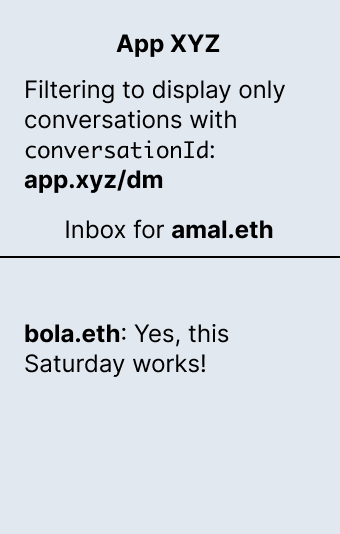 App XYZ
Filtering to display only
conversations with
conversationId:
app.xyz/dm
Inbox for amal.eth
bola.eth: Yes, this
Saturday works!